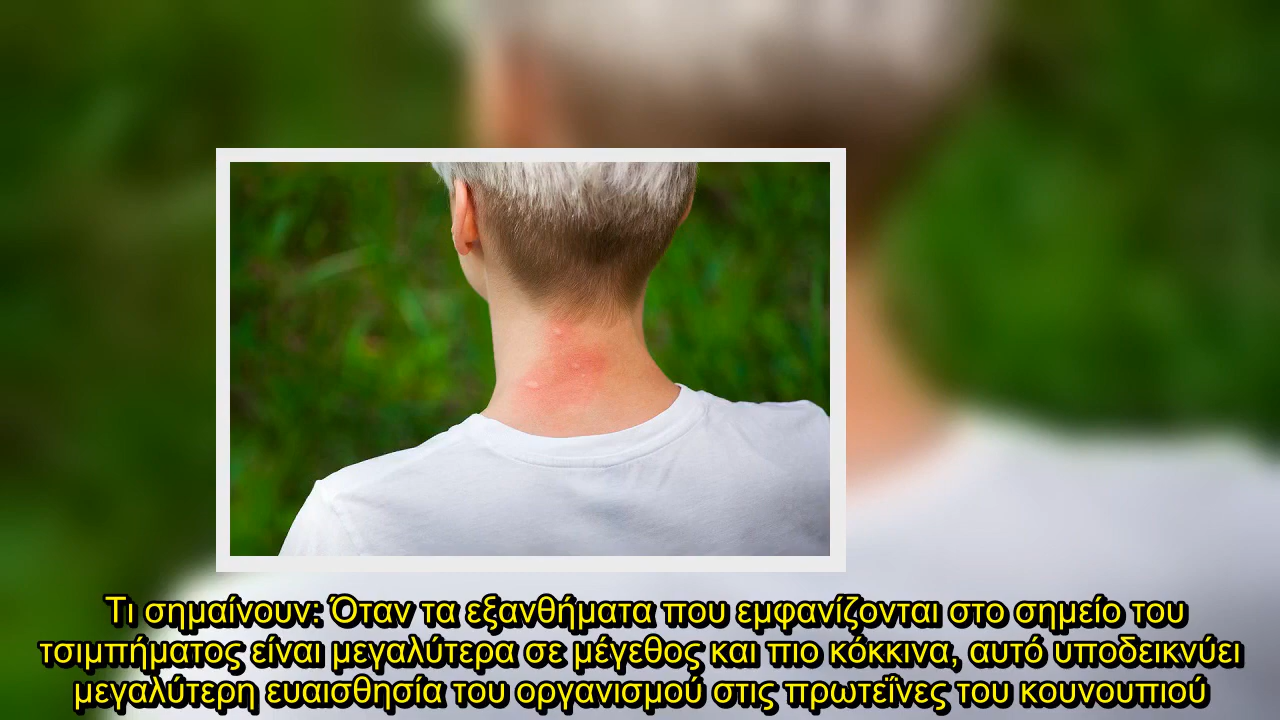 Τι σημαίνουν: Όταν τα εξανθήματα που εμφανίζονται στο σημείο του
τσιμπήματος είναι μεγαλύτερα σε μέγεθος και πιο κόκκινα, αυτό υποδεικνύει
μεγαλύτερη ευαισθησία του οργανισμού στις πρωτεΐνες του κουνουπιού